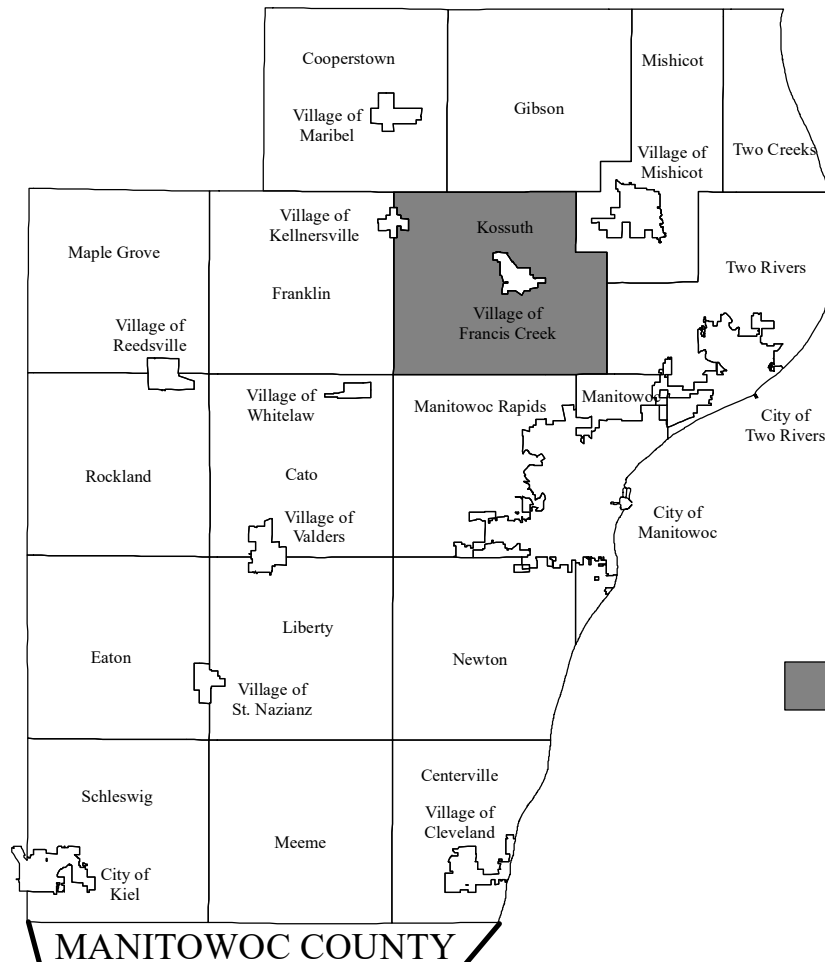 Cooperstown
Mishicot
Gibson
Village of
Maribel
Village of
Mishicot
Two Creeks
Village of
Kellnersville
Kossuth
Maple Grove
Two Rivers
Franklin
Village of
Francis Creek
Village of
Reedsville
Village of
Whitelaw
Manitowoc Rapids
Manitowoc
City of
Two Rivers
Rockland
Cato
Village of
Valders
City of
Manitowoc
Liberty
Eaton
Newton
Village of
St. Nazianz
Centerville
Schleswig
Village of
Cleveland
Meeme
City of
Kiel
MANITOWOC COUNTY